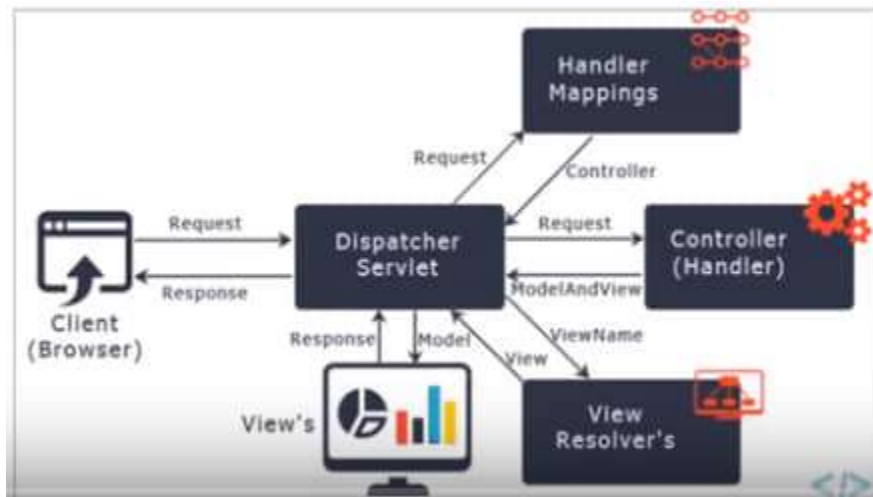 Handler
Mappings
Request
Controller
Request
Dispatcher
Servlet
Request
Controller
(Handler)
Response
ModelAndView
Client
(Browser)
Response
Model
ViewName
View
View's
View
Resolver's
</>